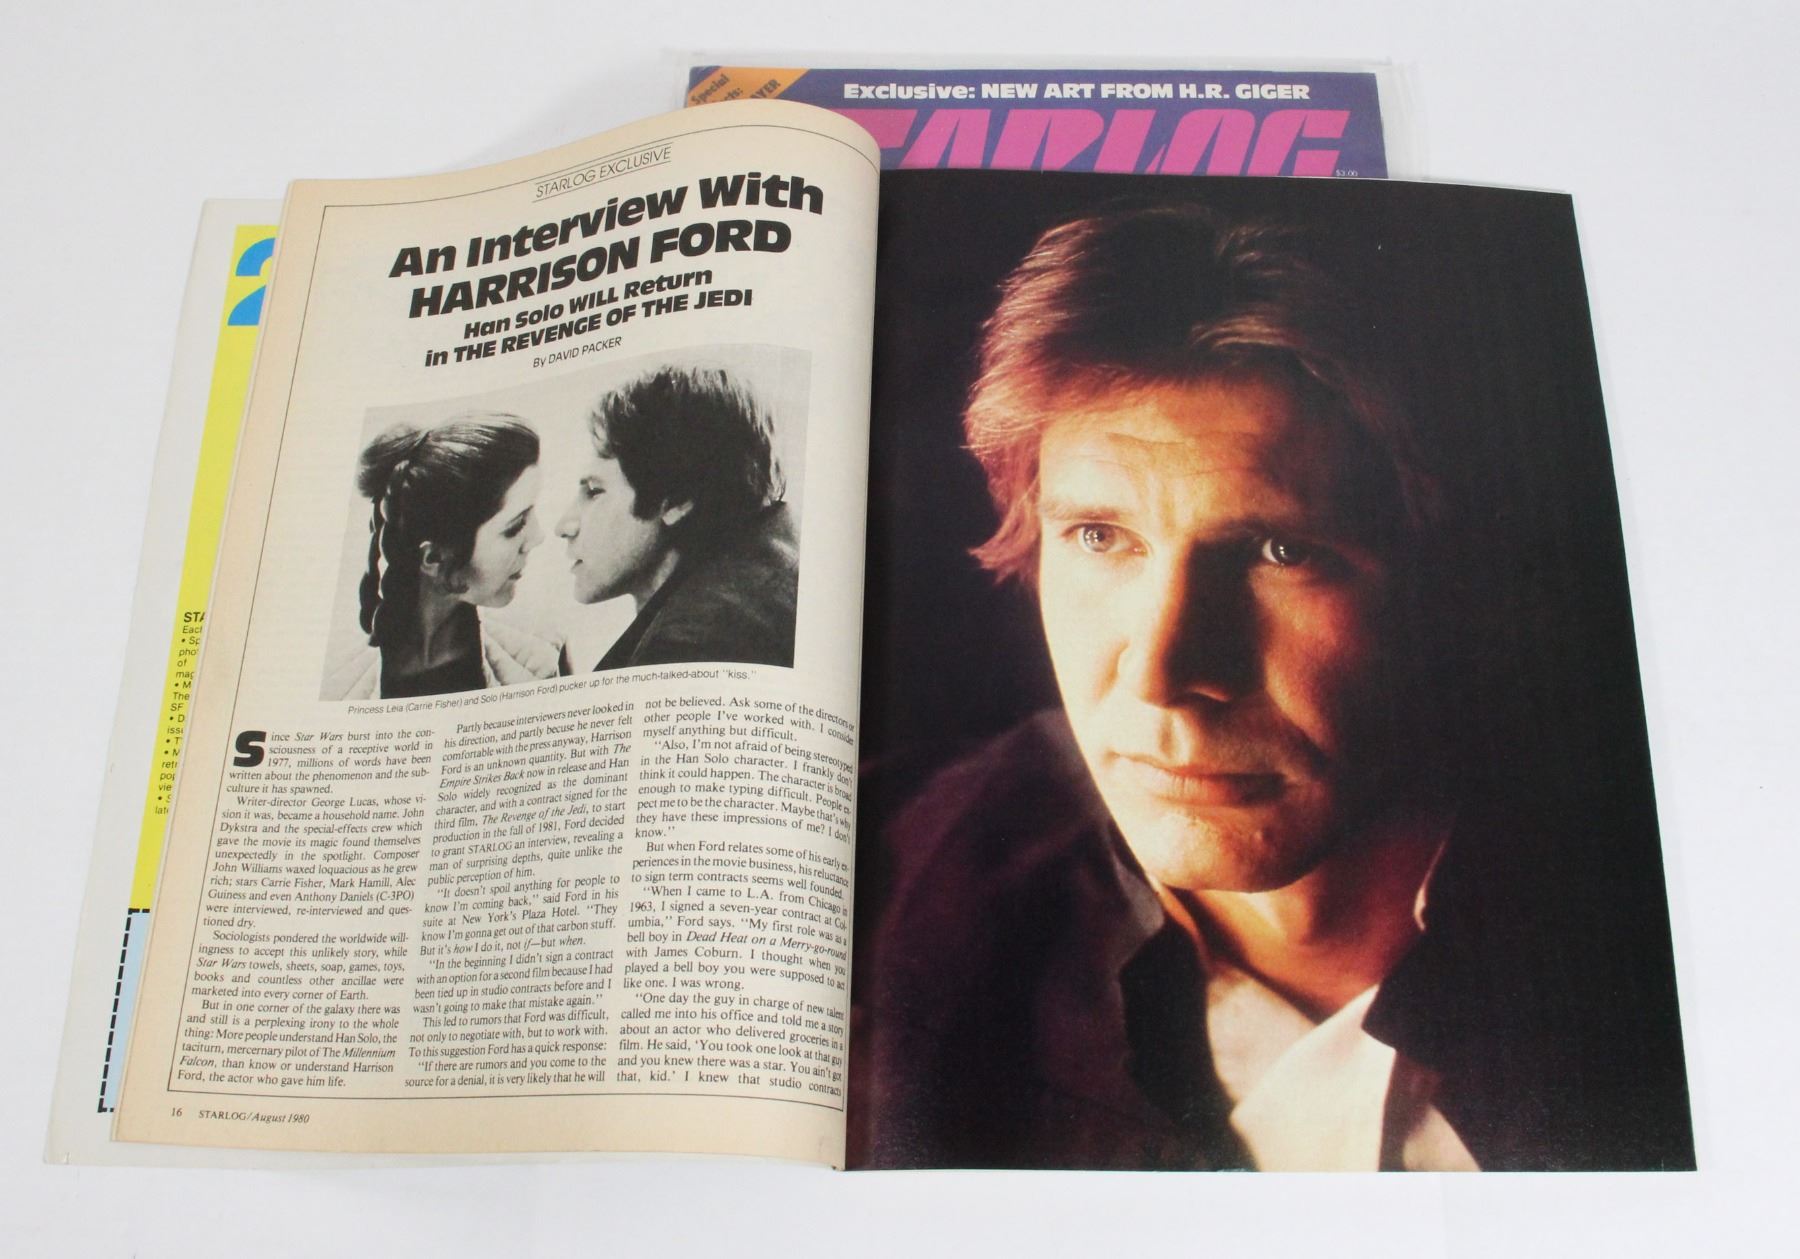 Special
Exclusive: NEW ART FROM H.R. GIGER
STARLOG
$3.00
STARLOG EXCLUSIVE
An Interview With
HARRISON FORD
Han Solo WILL Return
in THE REVENGE OF THE JEDI
By DAVID PACKER
Princess Leia (Carrie Fisher) and Solo (Harrison Ford) pucker up for the much-talked-about "kiss."
Since Star Wars burst into the con-
sciousness of a receptive world in
1977, millions of words have been
written about the phenomenon and the sub-
culture it has spawned.
Writer-director George Lucas, whose vi-
sion it was, became a household name. John
Dykstra and the special-effects crew which
gave the movie its magic found themselves
unexpectedly in the spotlight. Composer
John Williams waxed loquacious as he grew
rich; stars Carrie Fisher, Mark Hamill, Alec
Guiness and even Anthony Daniels (C-3PO)
were interviewed, re-interviewed and ques-
tioned dry.
Sociologists pondered the worldwide will-
ingness to accept this unlikely story, while
Star Wars towels, sheets, soap, games, toys,
books and countless other ancillae were
marketed into every corner of Earth.
But in one corner of the galaxy there was
and still is a perplexing irony to the whole
thing: More people understand Han Solo, the
taciturn, mercernary pilot of The Millennium
Falcon, than know or understand Harrison
Ford, the actor who gave him life.
Partly because interviewers never looked in
his direction, and partly becuse he never felt
comfortable with the press anyway, Harrison
Ford is an unknown quantity. But with The
Empire Strikes Back now in release and Han
Solo widely recognized as the dominant
character, and with a contract signed for the
third film, The Revenge of the Jedi, to start
production in the fall of 1981, Ford decided
to grant STARLOG an interview, revealing a
man of surprising depths, quite unlike the
public perception of him.
"It doesn't spoil anything for people to
know I'm coming back," said Ford in his
suite at New York's Plaza Hotel. "They
know I'm gonna get out of that carbon stuff.
But it's how I do it, not if—but when.
"In the beginning I didn't sign a contract
with an option for a second film because I had
been tied up in studio contracts before and I
wasn't going to make that mistake again."
This led to rumors that Ford was difficult,
not only to negotiate with, but to work with.
To this suggestion Ford has a quick response:
"If there are rumors and you come to the
source for a denial, it is very likely that he will
not be believed. Ask some of the directors or
other people I've worked with. I consider
myself anything but difficult.
"Also, I'm not afraid of being stereotyped
in the Han Solo character. I frankly don't
think it could happen. The character is broad
enough to make typing difficult. People ex-
pect me to be the character. Maybe that's why
they have these impressions of me? I don't
know."
But when Ford relates some of his early ex-
periences in the movie business, his reluctance
to sign term contracts seems well founded.
"When I came to L.A. from Chicago in
1963, I signed a seven-year contract at Col-
umbia," Ford says. "My first role was as a
bell boy in Dead Heat on a Merry-go-round
with James Coburn. I thought when you
played a bell boy you were supposed to act
like one. I was wrong.
"One day the guy in charge of new talent
called me into his office and told me a story
about an actor who delivered groceries in a
film. He said, 'You took one look at that guy
and you knew there was a star. You ain't got
that, kid.' I knew that studio contracts
16 STARLOG/August 1980